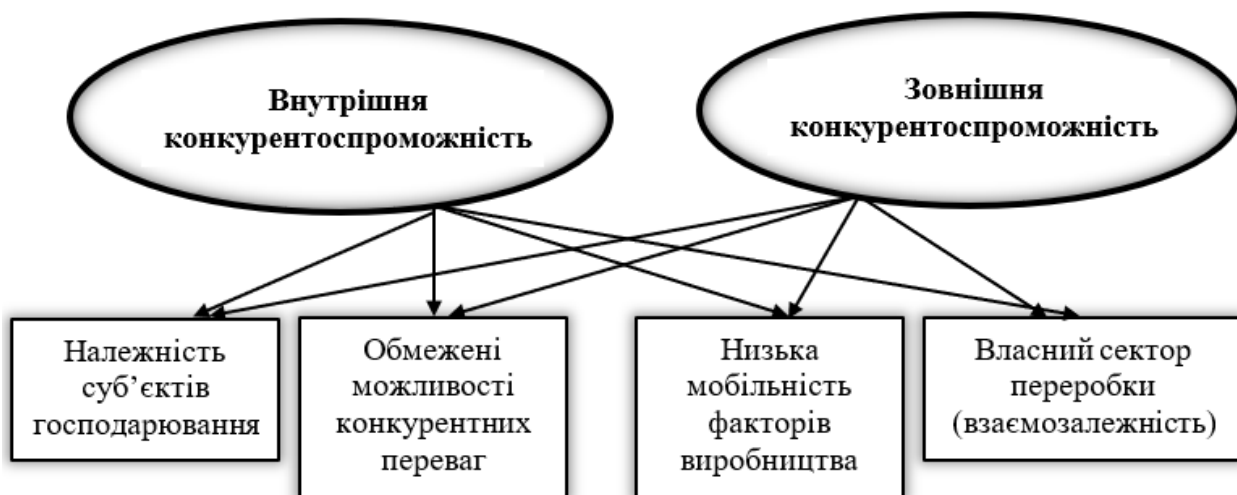 Внутрішня
конкурентоспроможність
Зовнішня
конкурентоспроможність
Належність
суб’єктів
господарювання
Обмежені
можливості
конкурентних
переваг
Низька
мобільність
факторів
виробництва
Власний сектор
переробки
(взаємозалежність)